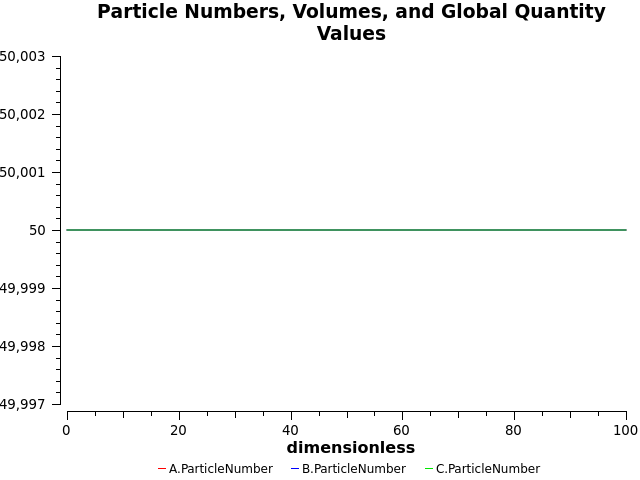 Particle Numbers, Volumes, and Global Quantity
Values
50,003
50,002
50,001
50
49,999
49,998
49,997
0 20 40 60 80 100
dimensionless
A.ParticleNumber B.ParticleNumber C.ParticleNumber